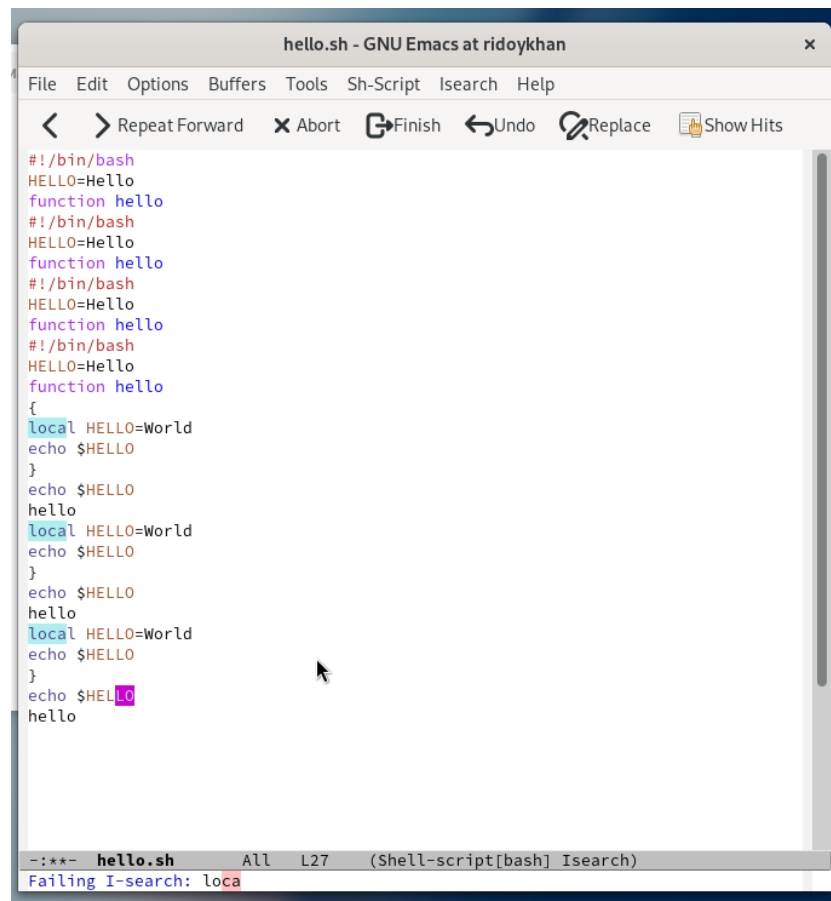 hello.sh - GNU Emacs at ridoykhan ×
File Edit Options Buffers Tools Sh-Script Isearch Help
Repeat Forward Abort Finish Undo Replace Show Hits
#!/bin/bash
HELLO=Hello
function hello
#!/bin/bash
HELLO=Hello
function hello
#!/bin/bash
HELLO=Hello
function hello
#!/bin/bash
HELLO=Hello
function hello
{
local HELLO=World
echo $HELLO
}
echo $HELLO
hello
local HELLO=World
echo $HELLO
}
echo $HELLO
hello
local HELLO=World
echo $HELLO
}
echo $HELLO
hello
-:**- hello.sh All L27 (Shell-script[bash] Isearch)
Failing I-search: loca